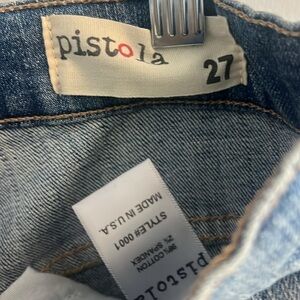 pistola
27
MADE IN U.S.A.
STYLE# 0001
98% COTTON
2% SPANDEX
pistola